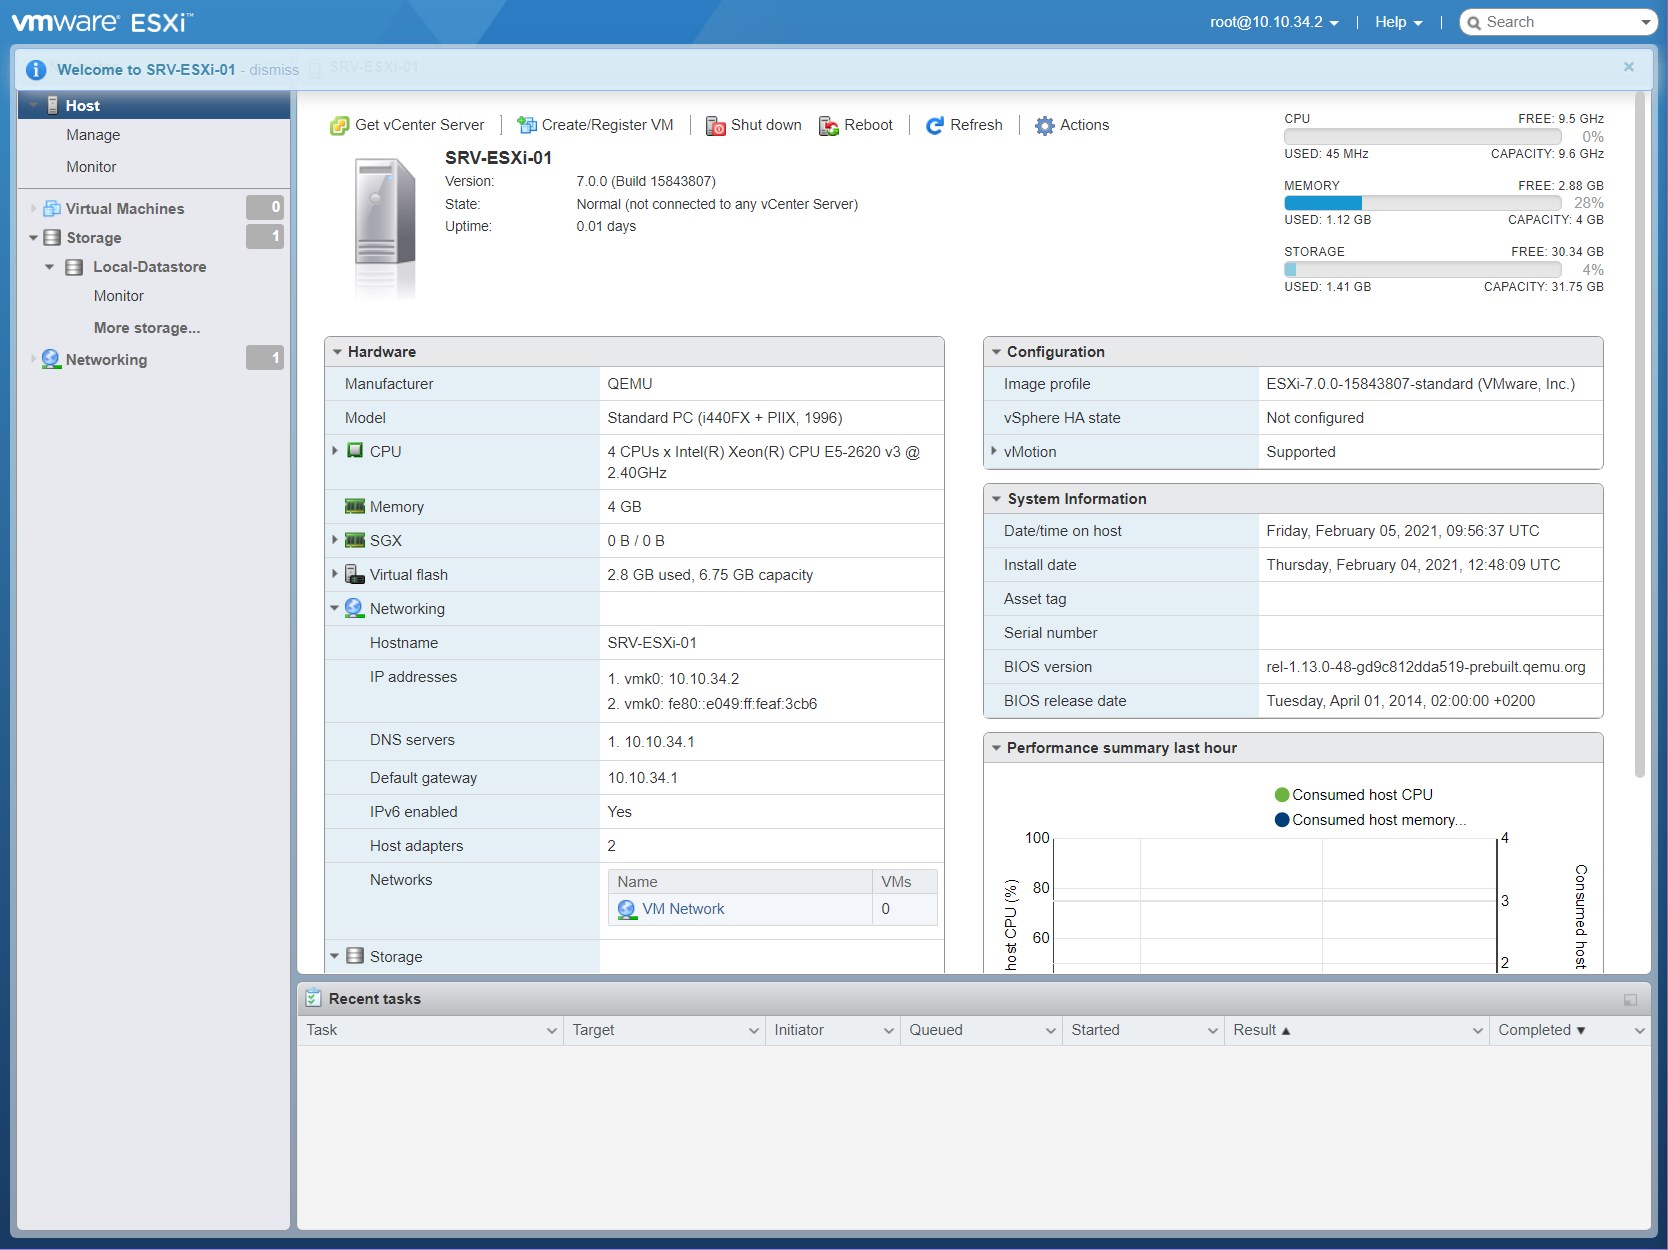 vmware® ESXi™
root@10.10.34.2
Help
Search
Welcome to SRV-ESXi-01 - dismiss
SRV-ESXi-01
Host
Manage
Monitor
Virtual Machines 0
Storage 1
Local-Datastore
Monitor
More storage...
Networking 1
Get vCenter Server
Create/Register VM
Shut down
Reboot
Refresh
Actions
SRV-ESXi-01
Version: 7.0.0 (Build 15843807)
State: Normal (not connected to any vCenter Server)
Uptime: 0.01 days
CPU FREE: 9.5 GHz
0%
USED: 45 MHz CAPACITY: 9.6 GHz
MEMORY FREE: 2.88 GB
28%
USED: 1.12 GB CAPACITY: 4 GB
STORAGE FREE: 30.34 GB
4%
USED: 1.41 GB CAPACITY: 31.75 GB
Hardware
Manufacturer QEMU
Model Standard PC (i440FX + PIIX, 1996)
CPU 4 CPUs x Intel(R) Xeon(R) CPU E5-2620 v3 @
2.40GHz
Memory 4 GB
SGX 0 B / 0 B
Virtual flash 2.8 GB used, 6.75 GB capacity
Networking
Hostname SRV-ESXi-01
IP addresses 1. vmk0: 10.10.34.2
2. vmk0: fe80::e049:ff:feaf:3cb6
DNS servers 1. 10.10.34.1
Default gateway 10.10.34.1
IPv6 enabled Yes
Host adapters 2
Networks Name VMs
VM Network 0
Storage
Configuration
Image profile ESXi-7.0.0-15843807-standard (VMware, Inc.)
vSphere HA state Not configured
vMotion Supported
System Information
Date/time on host Friday, February 05, 2021, 09:56:37 UTC
Install date Thursday, February 04, 2021, 12:48:09 UTC
Asset tag
Serial number
BIOS version rel-1.13.0-48-gd9c812dda519-prebuilt.qemu.org
BIOS release date Tuesday, April 01, 2014, 02:00:00 +0200
Performance summary last hour
Consumed host CPU
Consumed host memory...
100
80
60
host CPU (%)
4
3
2
Consumed host
Recent tasks
Task Target Initiator Queued Started Result ▲ Completed ▼